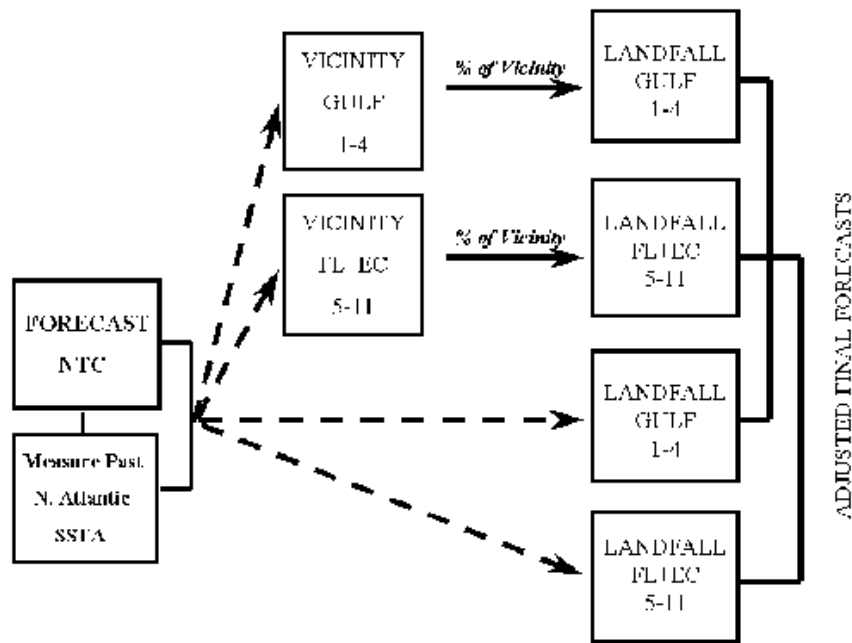 VICINITY
GULF
1-4
% of Vicinity
LANDFALL
GULF
1-4
VICINITY
FL+EC
5-11
% of Vicinity
LANDFALL
FL+EC
5-11
FORECAST
NTC
Measure Past
N. Atlantic
SSTA
LANDFALL
GULF
1-4
LANDFALL
FL+EC
5-11
ADJUSTED FINAL FORECASTS